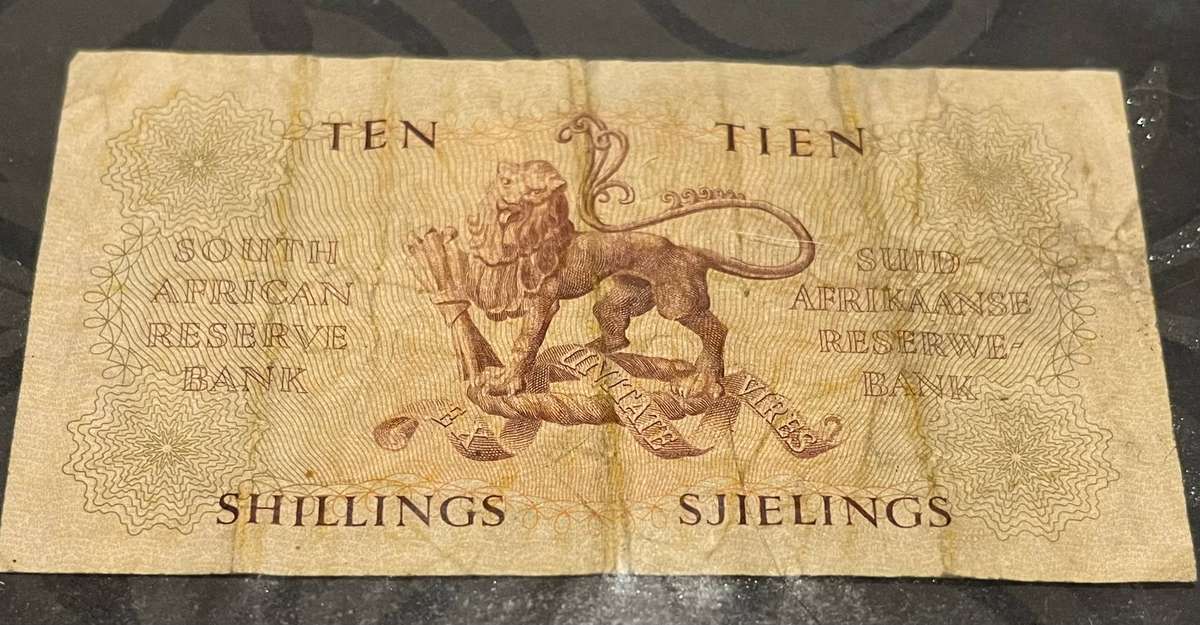 TEN TIEN
SOUTH
AFRICAN
RESERVE
BANK
SUID-
AFRIKAANSE
RESERWE-
BANK
EX UNITATE VIRES
SHILLINGS SJIELINGS